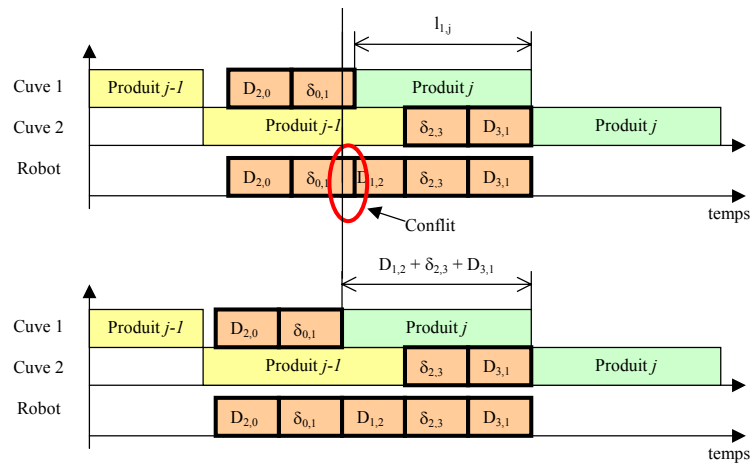 l1,j
Cuve 1 Produit j-1 D2,0 δ0,1 Produit j
Cuve 2 Produit j-1 δ2,3 D3,1 Produit j
Robot D2,0 δ0,1 D1,2 δ2,3 D3,1
temps
Conflit
D1,2 + δ2,3 + D3,1
Cuve 1 Produit j-1 D2,0 δ0,1 Produit j
Cuve 2 Produit j-1 δ2,3 D3,1 Produit j
Robot D2,0 δ0,1 D1,2 δ2,3 D3,1
temps